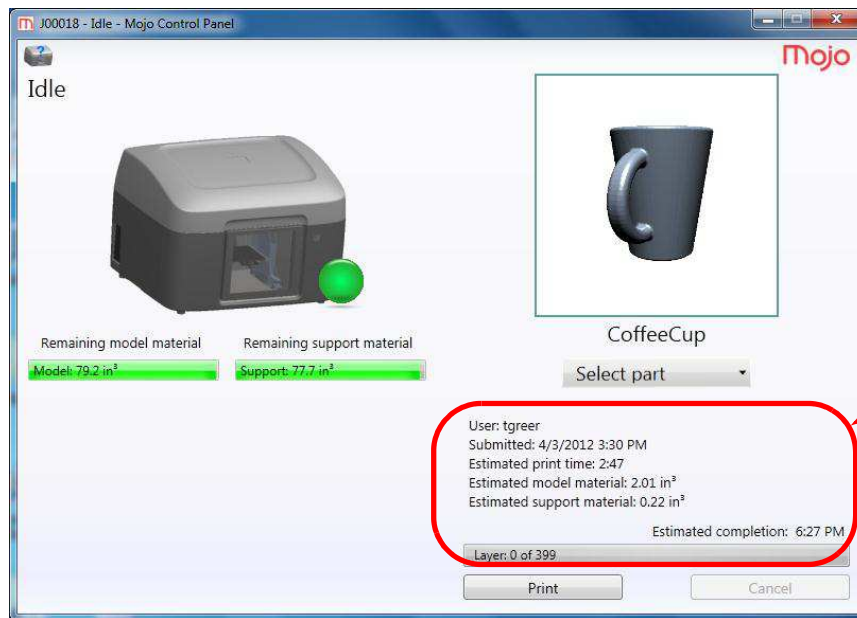 J00018 - Idle - Mojo Control Panel
mojo
Idle
Remaining model material
Remaining support material
Model: 79.2 in³
Support: 77.7 in³
CoffeeCup
Select part
User: tgreer
Submitted: 4/3/2012 3:30 PM
Estimated print time: 2:47
Estimated model material: 2.01 in³
Estimated support material: 0.22 in³
Estimated completion: 6:27 PM
Layer: 0 of 399
Print
Cancel